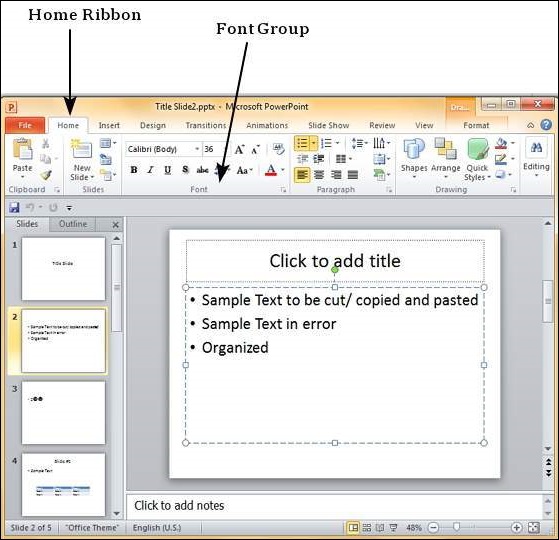 Home Ribbon
Font Group
Title Slide2.pptx - Microsoft PowerPoint
Dra...
File Home Insert Design Transitions Animations Slide Show Review View Format
Calibri (Body) 36
Paste New Slide Shapes Arrange Quick Styles Editing
B I U S abc AV Aa A
Clipboard Slides Font Paragraph Drawing
Slides Outline
1
Title Slide
2
• Sample Text to be cut/ copied and pasted
• Sample Text in error
• Organized
3
4
Slide #1
• Sample Text
Click to add title
• Sample Text to be cut/ copied and pasted
• Sample Text in error
• Organized
Click to add notes
Slide 2 of 5 "Office Theme" English (U.S.) 48%